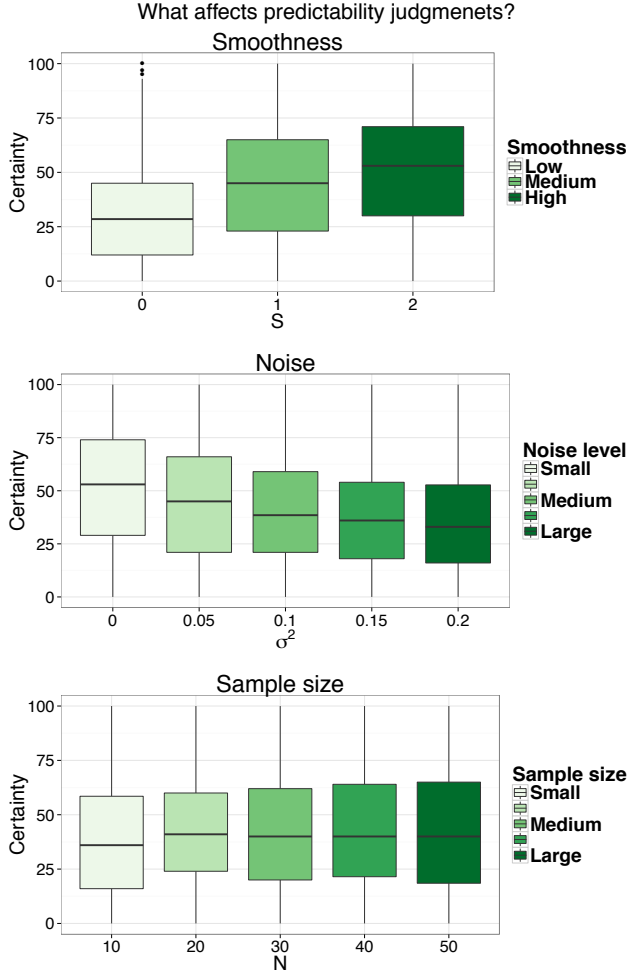 What affects predictability judgmenets?
Smoothness
100
75
50
25
0
Certainty
0 1 2
S
Smoothness
Low
Medium
High
Noise
100
75
50
25
0
Certainty
0 0.05 0.1 0.15 0.2
σ²
Noise level
Small
Medium
Large
Sample size
100
75
50
25
0
Certainty
10 20 30 40 50
N
Sample size
Small
Medium
Large